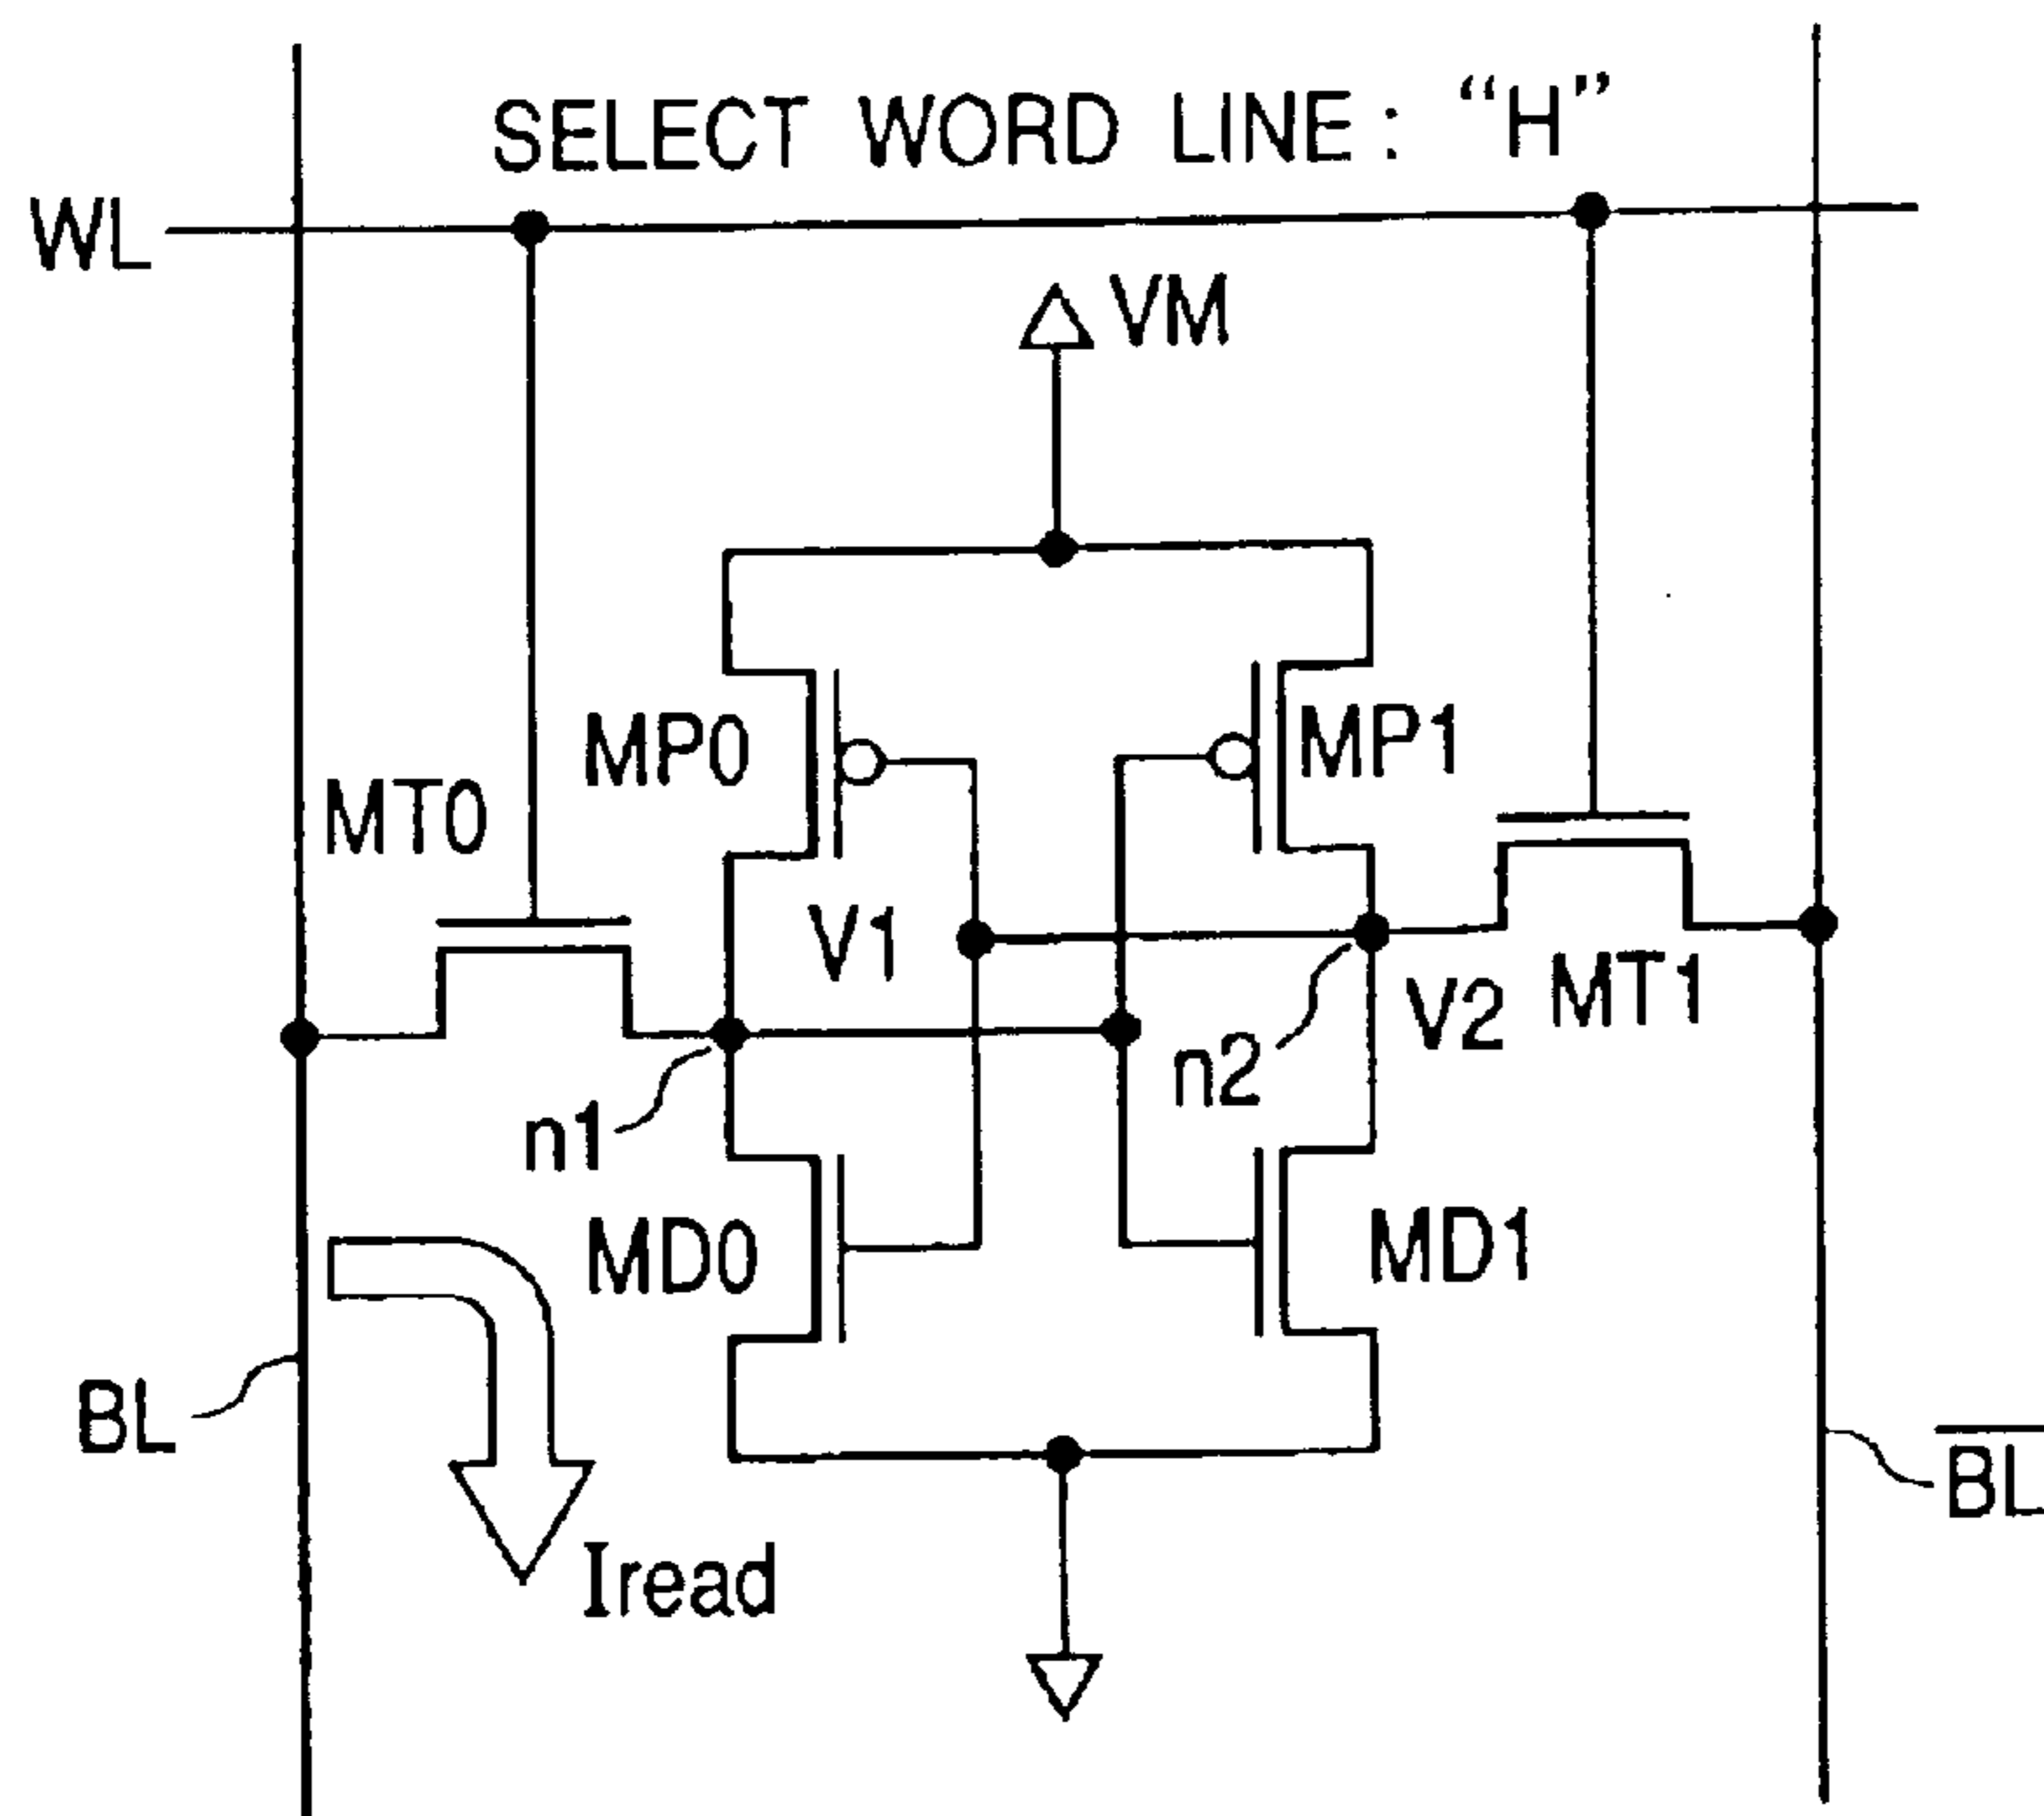 SELECT WORD LINE : “H”
WL
VM
MP0
MP1
MT0
V1
MT1
V2
n2
n1
MD0
MD1
BL
BL
Iread